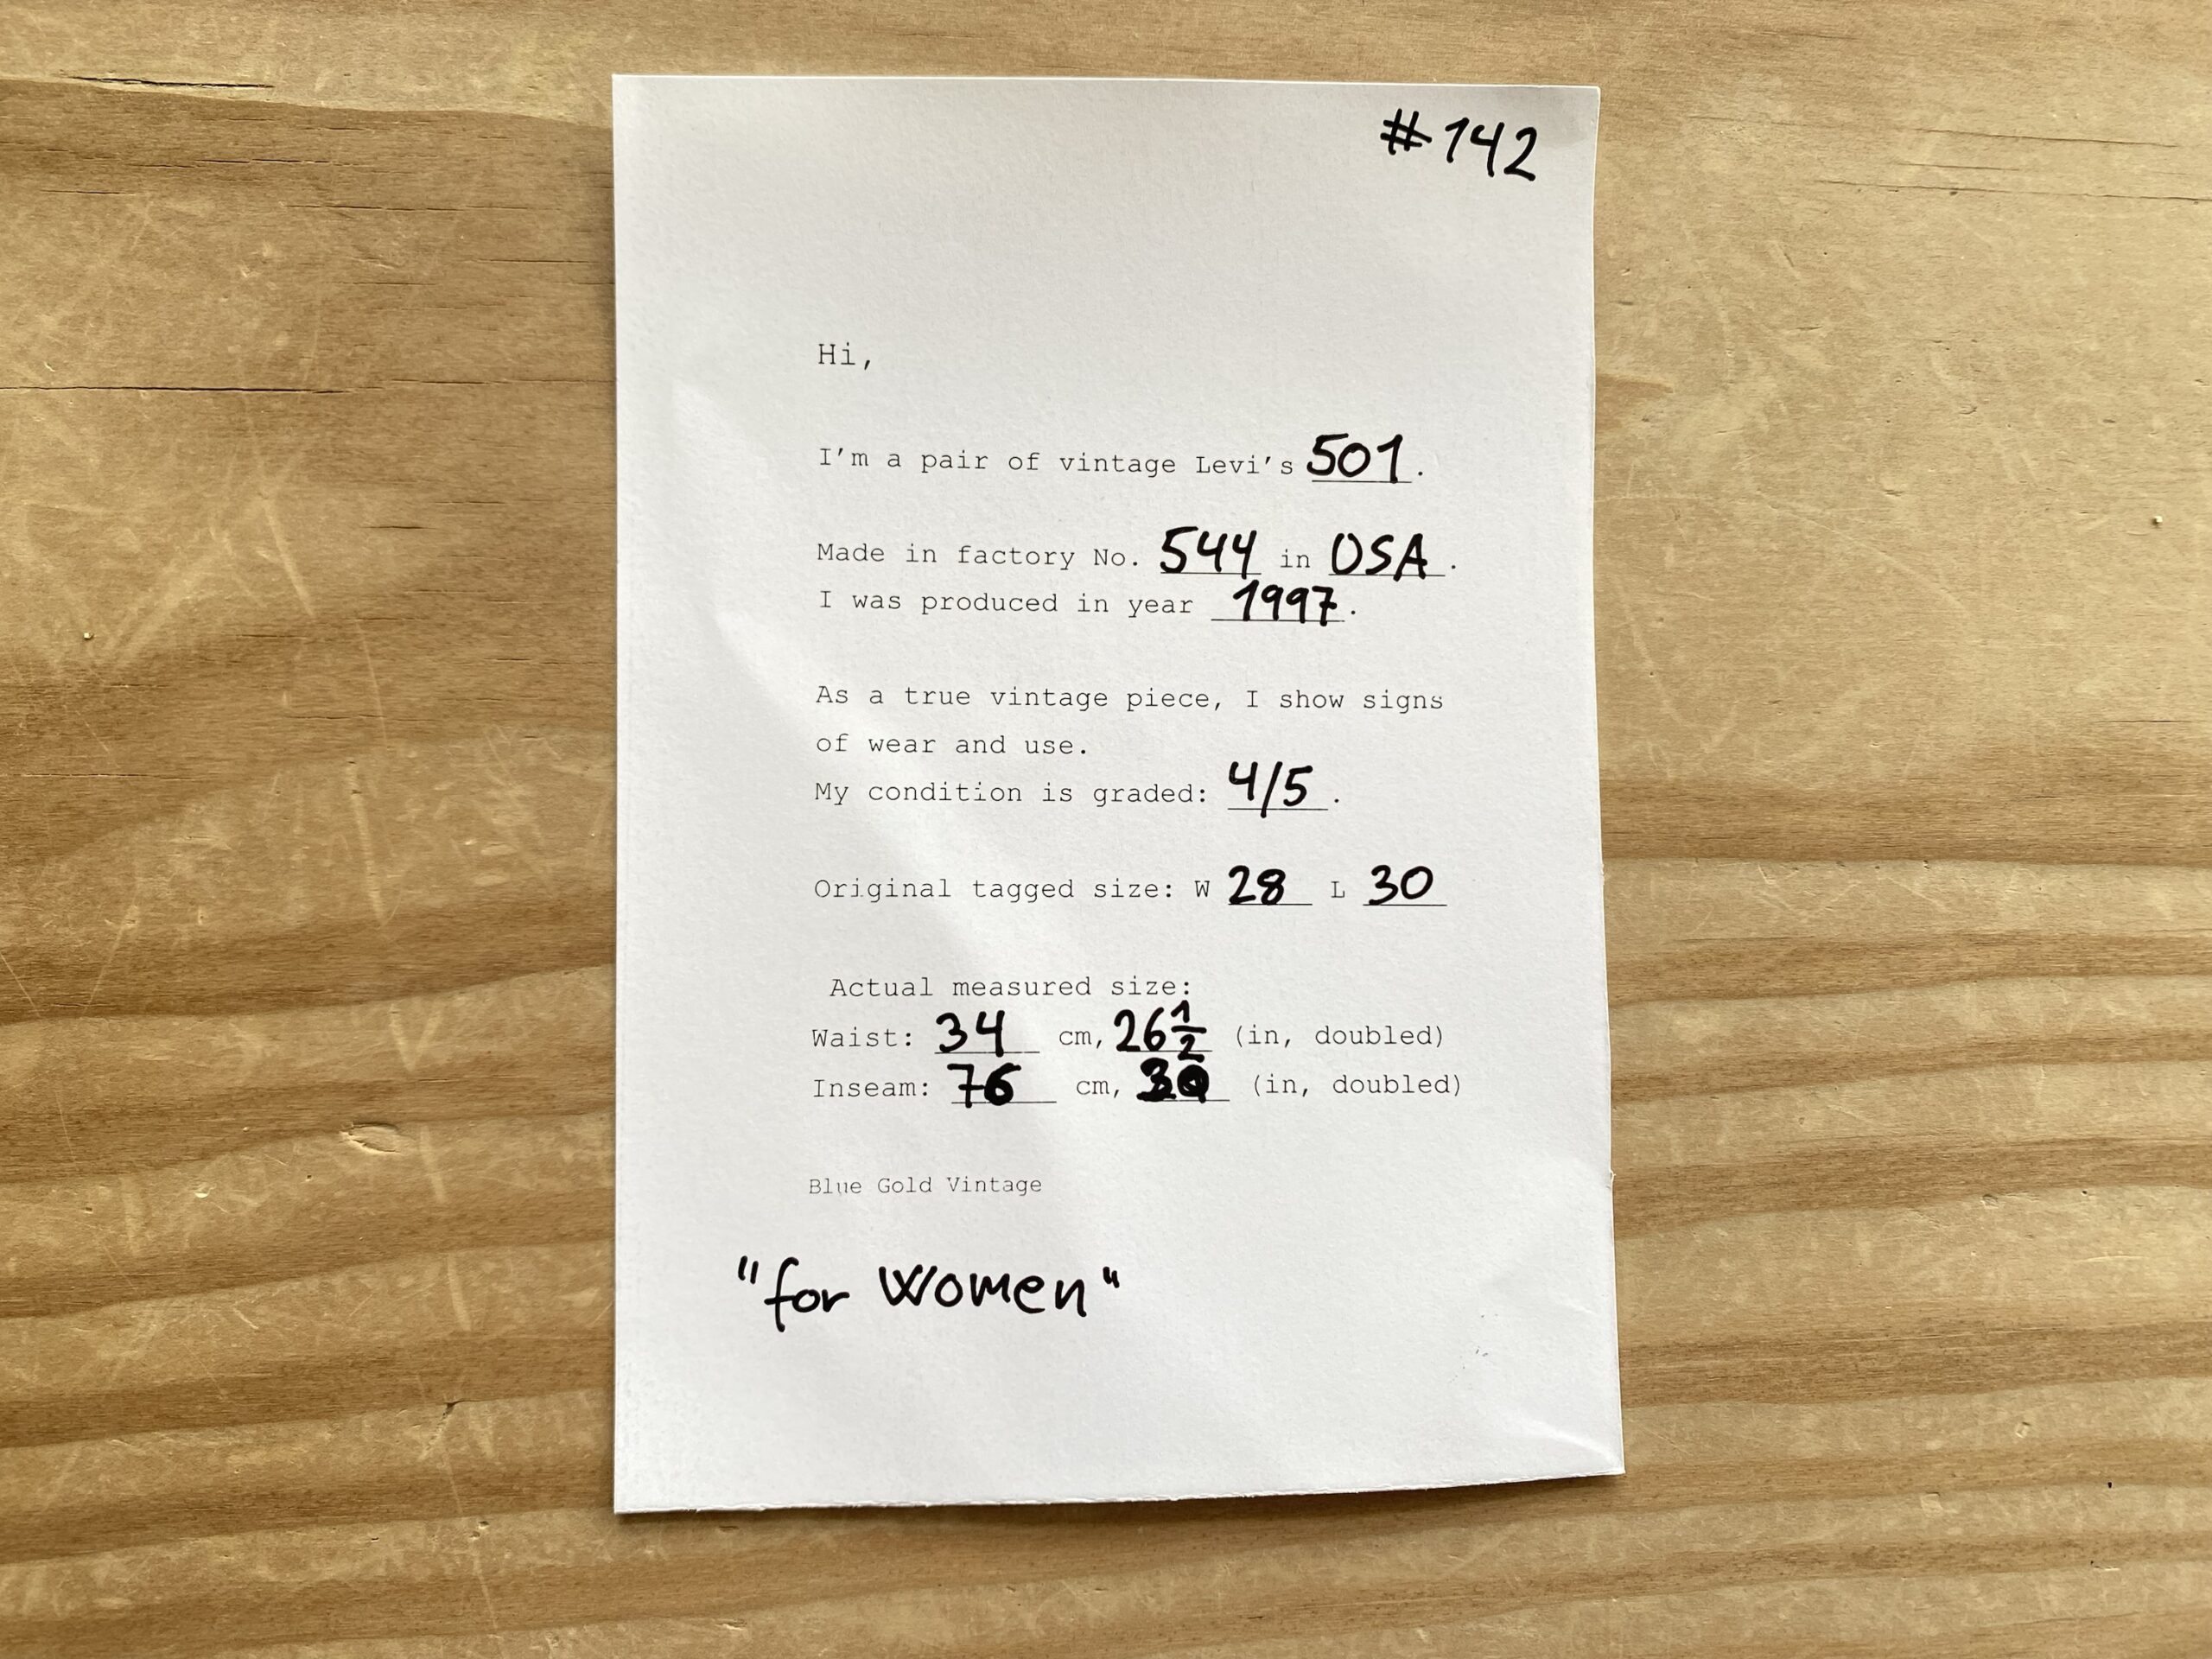 #142
Hi,
I'm a pair of vintage Levi's 501.
Made in factory No. 544 in USA.
I was produced in year 1997.
As a true vintage piece, I show signs
of wear and use.
My condition is graded: 4/5.
Original tagged size: W 28 L 30
Actual measured size:
Waist: 34 cm, 26 1/2 (in, doubled)
Inseam: 76 cm, 30 (in, doubled)
Blue Gold Vintage
"for Women"